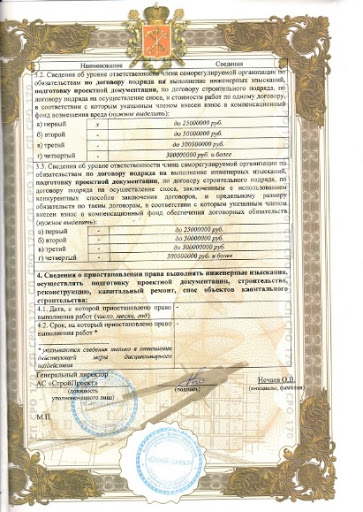 Наименование Сведения
3.2. Сведения об уровне ответственности члена саморегулируемой организации по
обязательствам по договору подряда на выполнение инженерных изысканий,
подготовку проектной документации, по договору строительного подряда, по
договору подряда на осуществление сноса, и стоимости работ по одному договору,
в соответствии с которым указанным членом внесен взнос в компенсационный
фонд возмещения вреда (нужное выделить):
а) первый x до 25000000 руб.
б) второй - до 50000000 руб.
в) третий - до 300000000 руб.
г) четвертый - 300000000 руб. и более
3.3. Сведения об уровне ответственности члена саморегулируемой организации по
обязательствам по договору подряда на выполнение инженерных изысканий,
подготовку проектной документации, по договору строительного подряда, по
договору подряда на осуществление сноса, заключенным с использованием
конкурентных способов заключения договоров, и предельному размеру
обязательств по таким договорам, в соответствии с которым указанным членом
внесен взнос в компенсационный фонд обеспечения договорных обязательств
(нужное выделить):
а) первый - до 25000000 руб.
б) второй - до 50000000 руб.
в) третий - до 300000000 руб.
г) четвертый - 300000000 руб. и более
4. Сведения о приостановлении права выполнять инженерные изыскания,
осуществлять подготовку проектной документации, строительство,
реконструкцию, капитальный ремонт, снос объектов капитального
строительства:
4.1. Дата, с которой приостановлено право -
выполнения работ (число, месяц, год)
4.2. Срок, на который приостановлено право -
выполнения работ *
* указываются сведения только в отношении
действующей меры дисциплинарного
воздействия
Генеральный директор
АС «СтройПроект» Нечаев О.В.
(должность (подпись) (инициалы, фамилия)
уполномоченного лица)
М.П.